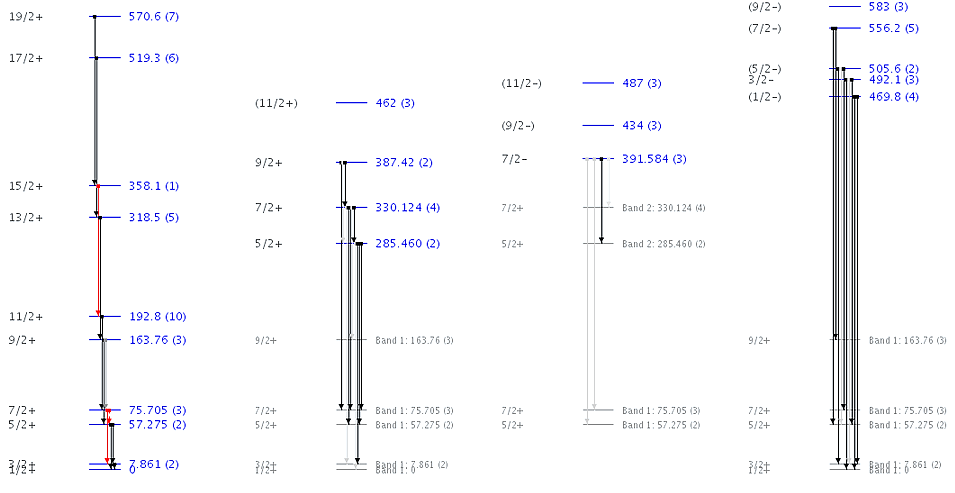 19/2+ 570.6 (7)
17/2+ 519.3 (6)
15/2+ 358.1 (1)
13/2+ 318.5 (5)
11/2+ 192.8 (10)
9/2+ 163.76 (3)
7/2+ 75.705 (3)
5/2+ 57.275 (2)
3/2+ 7.861 (2)
1/2+ 0
(11/2+) 462 (3)
9/2+ 387.42 (2)
7/2+ 330.124 (4)
5/2+ 285.460 (2)
9/2+ Band 1: 163.76 (3)
7/2+ Band 1: 75.705 (3)
5/2+ Band 1: 57.275 (2)
3/2+ Band 1: 7.861 (2)
1/2+ Band 1: 0
(11/2−) 487 (3)
(9/2−) 434 (3)
7/2− 391.584 (3)
7/2+ Band 2: 330.124 (4)
5/2+ Band 2: 285.460 (2)
7/2+ Band 1: 75.705 (3)
5/2+ Band 1: 57.275 (2)
(9/2−) 583 (3)
(7/2−) 556.2 (5)
(5/2−) 505.6 (2)
3/2− 492.1 (3)
(1/2−) 469.8 (4)
9/2+ Band 1: 163.76 (3)
7/2+ Band 1: 75.705 (3)
5/2+ Band 1: 57.275 (2)
3/2+ Band 1: 7.861 (2)
1/2+ Band 1: 0